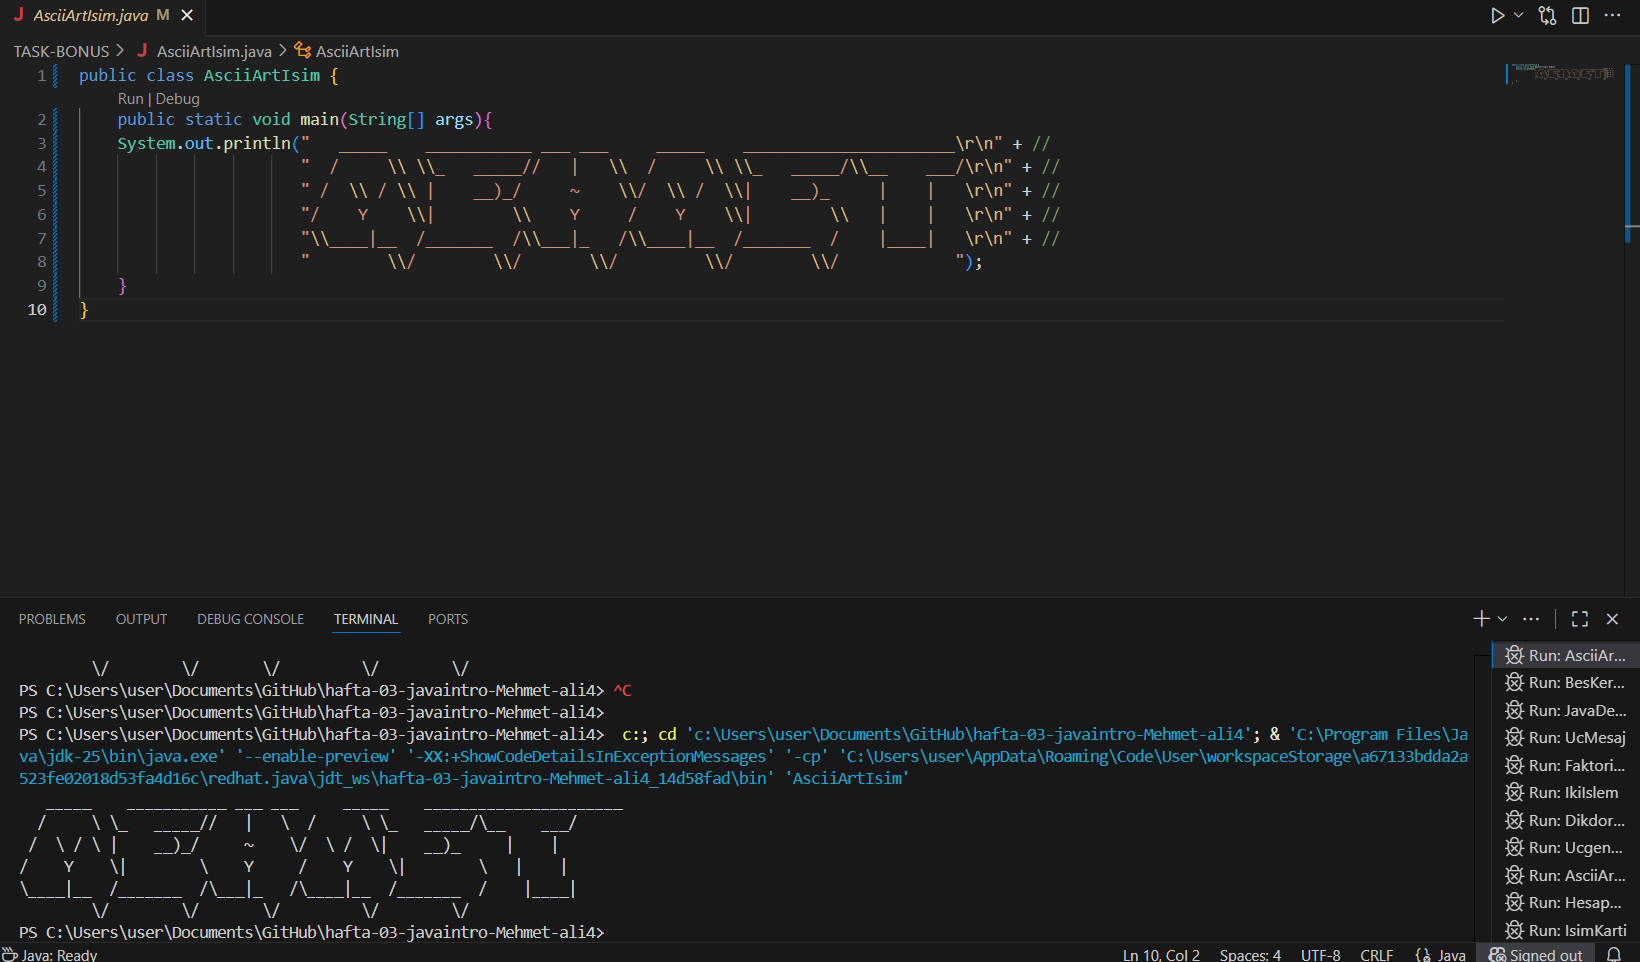 AsciiArtIsim.java M
TASK-BONUS > AsciiArtIsim.java > AsciiArtIsim
1 public class AsciiArtIsim {
Run | Debug
2     public static void main(String[] args){
3     System.out.println("   _____    ___________ ___ ___     _____    ______________________\r\n" + //
4                        "  /     \\ \\_   _____//   |   \\  /     \\ \\_   _____/\\__    ___/\r\n" + //
5                        " /  \\ / \\ |    __)_/     ~    \\/  \\ /  \\|    __)_     |    |   \r\n" + //
6                        "/    Y    \\|        \\    Y     /    Y    \\|        \\   |    |   \r\n" + //
7                        "\\____|__  /_______  /\\___|_   /\\____|__  /_______  /    |____|   \r\n" + //
8                        "        \\/        \\/       \\/         \\/        \\/            ");
9     }
10 }
PROBLEMS OUTPUT DEBUG CONSOLE TERMINAL PORTS
        \/        \/       \/         \/        \/
PS C:\Users\user\Documents\GitHub\hafta-03-javaintro-Mehmet-ali4> ^C
PS C:\Users\user\Documents\GitHub\hafta-03-javaintro-Mehmet-ali4>
PS C:\Users\user\Documents\GitHub\hafta-03-javaintro-Mehmet-ali4>  c:; cd 'c:\Users\user\Documents\GitHub\hafta-03-javaintro-Mehmet-ali4'; & 'C:\Program Files\Ja
va\jdk-25\bin\java.exe' '--enable-preview' '-XX:+ShowCodeDetailsInExceptionMessages' '-cp' 'C:\Users\user\AppData\Roaming\Code\User\workspaceStorage\a67133bdda2a
523fe02018d53fa4d16c\redhat.java\jdt_ws\hafta-03-javaintro-Mehmet-ali4_14d58fad\bin' 'AsciiArtIsim'
   _____    ___________ ___ ___     _____    ______________________
  /     \ \_   _____//   |   \  /     \ \_   _____/\__    ___/
 /  \ / \ |    __)_/     ~    \/  \ /  \|    __)_     |    |
/    Y    \|        \    Y     /    Y    \|        \   |    |
\____|__  /_______  /\___|_   /\____|__  /_______  /    |____|
        \/        \/       \/         \/        \/
PS C:\Users\user\Documents\GitHub\hafta-03-javaintro-Mehmet-ali4>
Run: AsciiAr...
Run: BesKer...
Run: JavaDe...
Run: UcMesaj
Run: Faktori...
Run: IkiIslem
Run: Dikdor...
Run: Ucgen...
Run: AsciiAr...
Run: Hesap...
Run: IsimKarti
Java: Ready
Ln 10, Col 2 Spaces: 4 UTF-8 CRLF {} Java Signed out